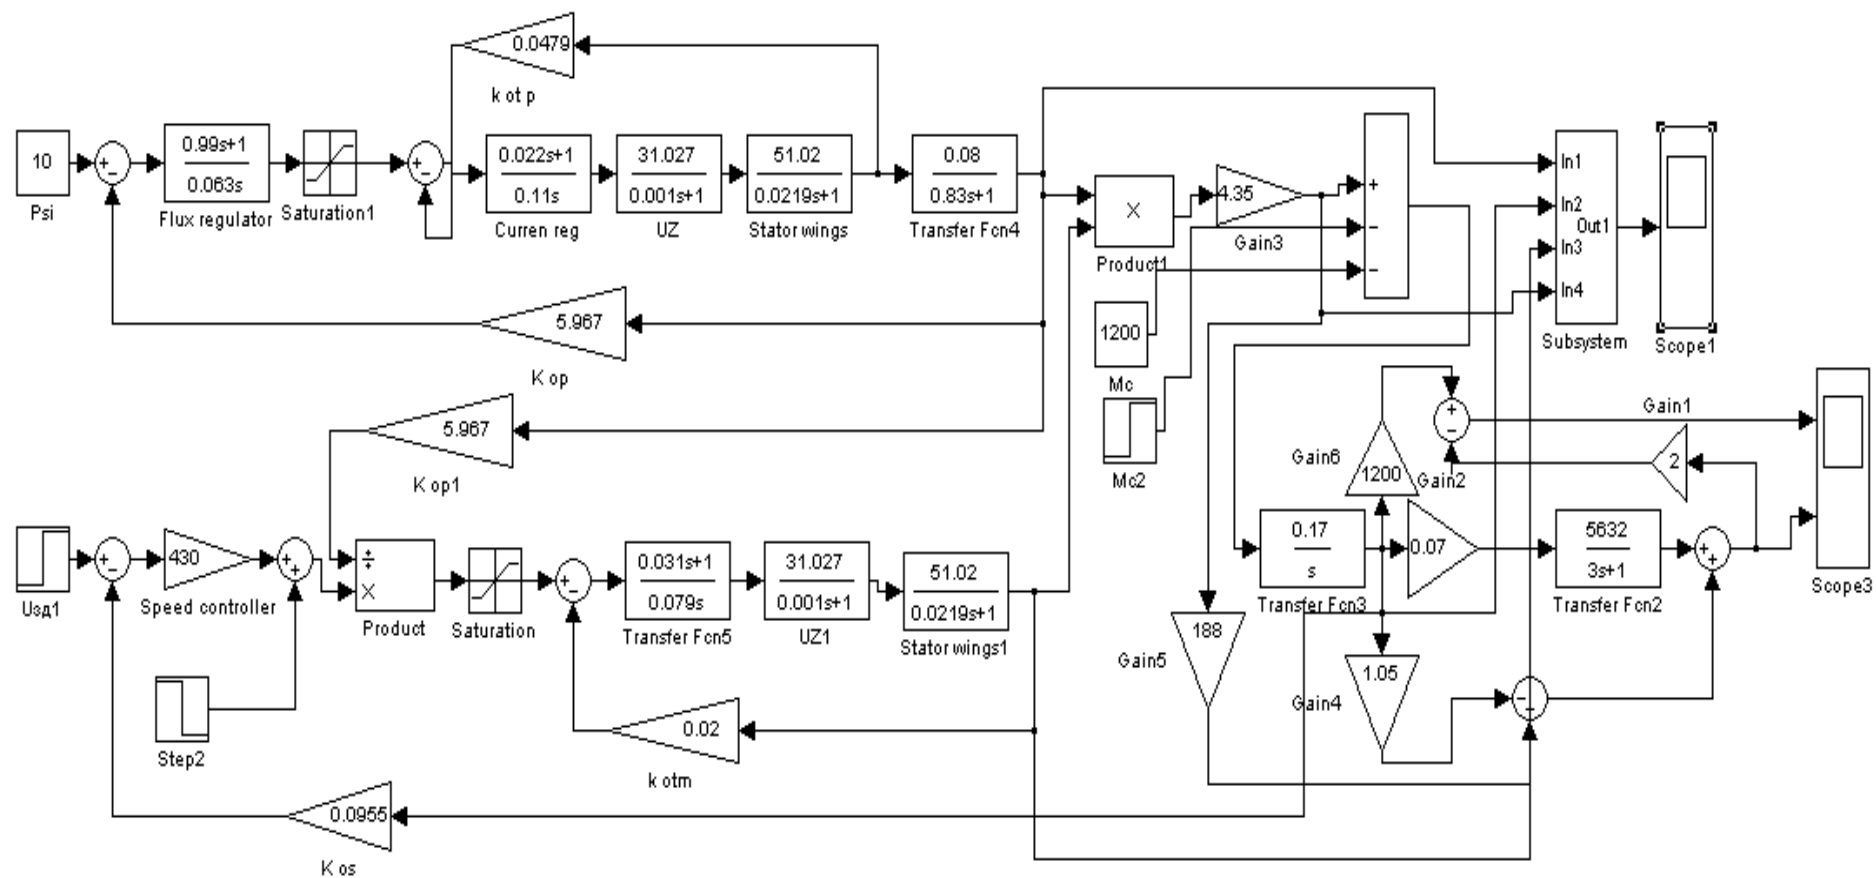 0.0479
k ot p
10
Psi
+
−
0.99s+1
0.063s
Flux regulator
Saturation1
+
−
0.022s+1
0.11s
Curren reg
31.027
0.001s+1
UZ
51.02
0.0219s+1
Stator wings
0.08
0.83s+1
Transfer Fcn4
X
Product1
4.35
Gain3
+
−
−
In1
In2
In3
In4
Out1
Subsystem
Scope1
5.967
K op
1200
Mc
Mc2
5.967
K op1
Gain6
1200
+
−
Gain1
Gain2
2
Scope3
Uзд1
+
−
430
Speed controller
+
+
÷
X
Product
Saturation
+
−
0.031s+1
0.079s
Transfer Fcn5
31.027
0.001s+1
UZ1
51.02
0.0219s+1
Stator wings1
0.17
s
Transfer Fcn3
0.07
5632
3s+1
Transfer Fcn2
+
+
188
Gain5
1.05
Gain4
−
+
Step2
0.02
k otm
0.0955
K os